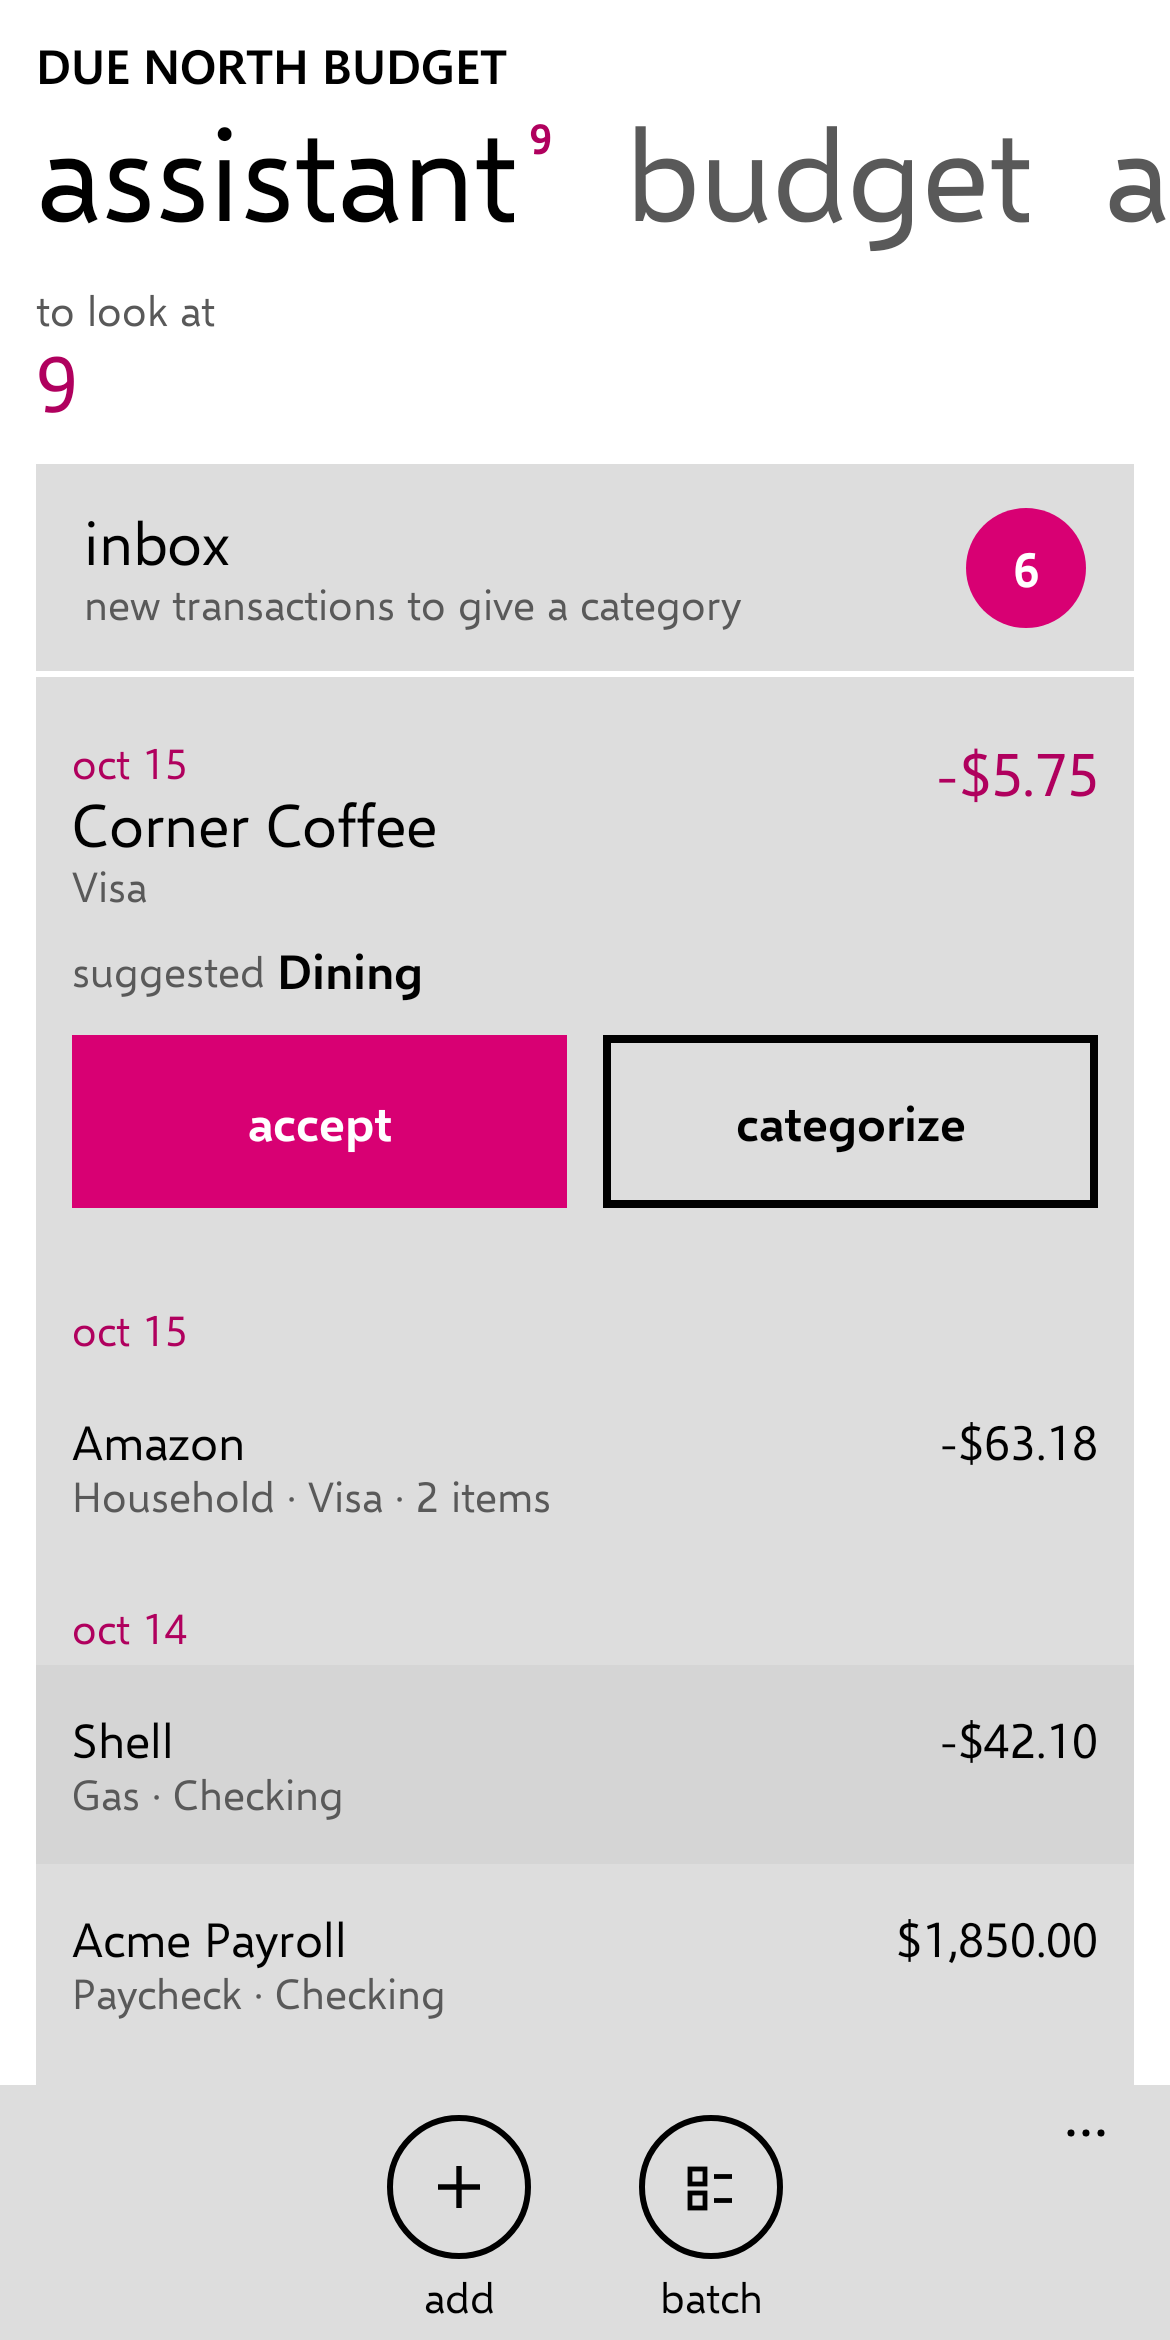 DUE NORTH BUDGET
assistant 9 budget a
to look at
9
inbox
new transactions to give a category
6
oct 15
-$5.75
Corner Coffee
Visa
suggested Dining
accept
categorize
oct 15
Amazon
-$63.18
Household · Visa · 2 items
oct 14
Shell
-$42.10
Gas · Checking
Acme Payroll
$1,850.00
Paycheck · Checking
...
add
batch